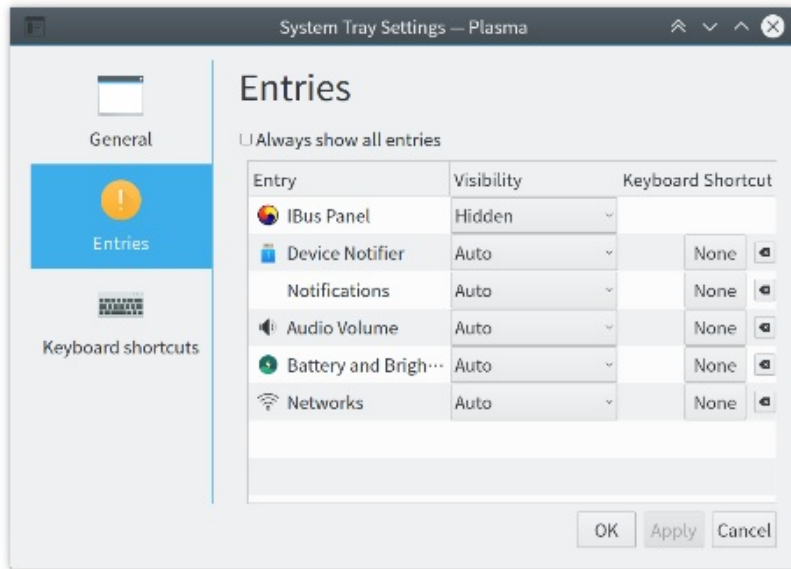 System Tray Settings — Plasma
General
Entries
Keyboard shortcuts
Entries
Always show all entries
Entry Visibility Keyboard Shortcut
IBus Panel Hidden
Device Notifier Auto None
Notifications Auto None
Audio Volume Auto None
Battery and Brigh··· Auto None
Networks Auto None
OK Apply Cancel